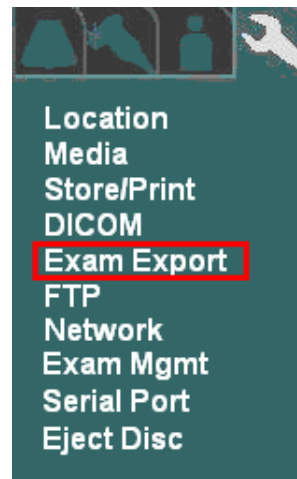 Location
Media
Store/Print
DICOM
Exam Export
FTP
Network
Exam Mgmt
Serial Port
Eject Disc